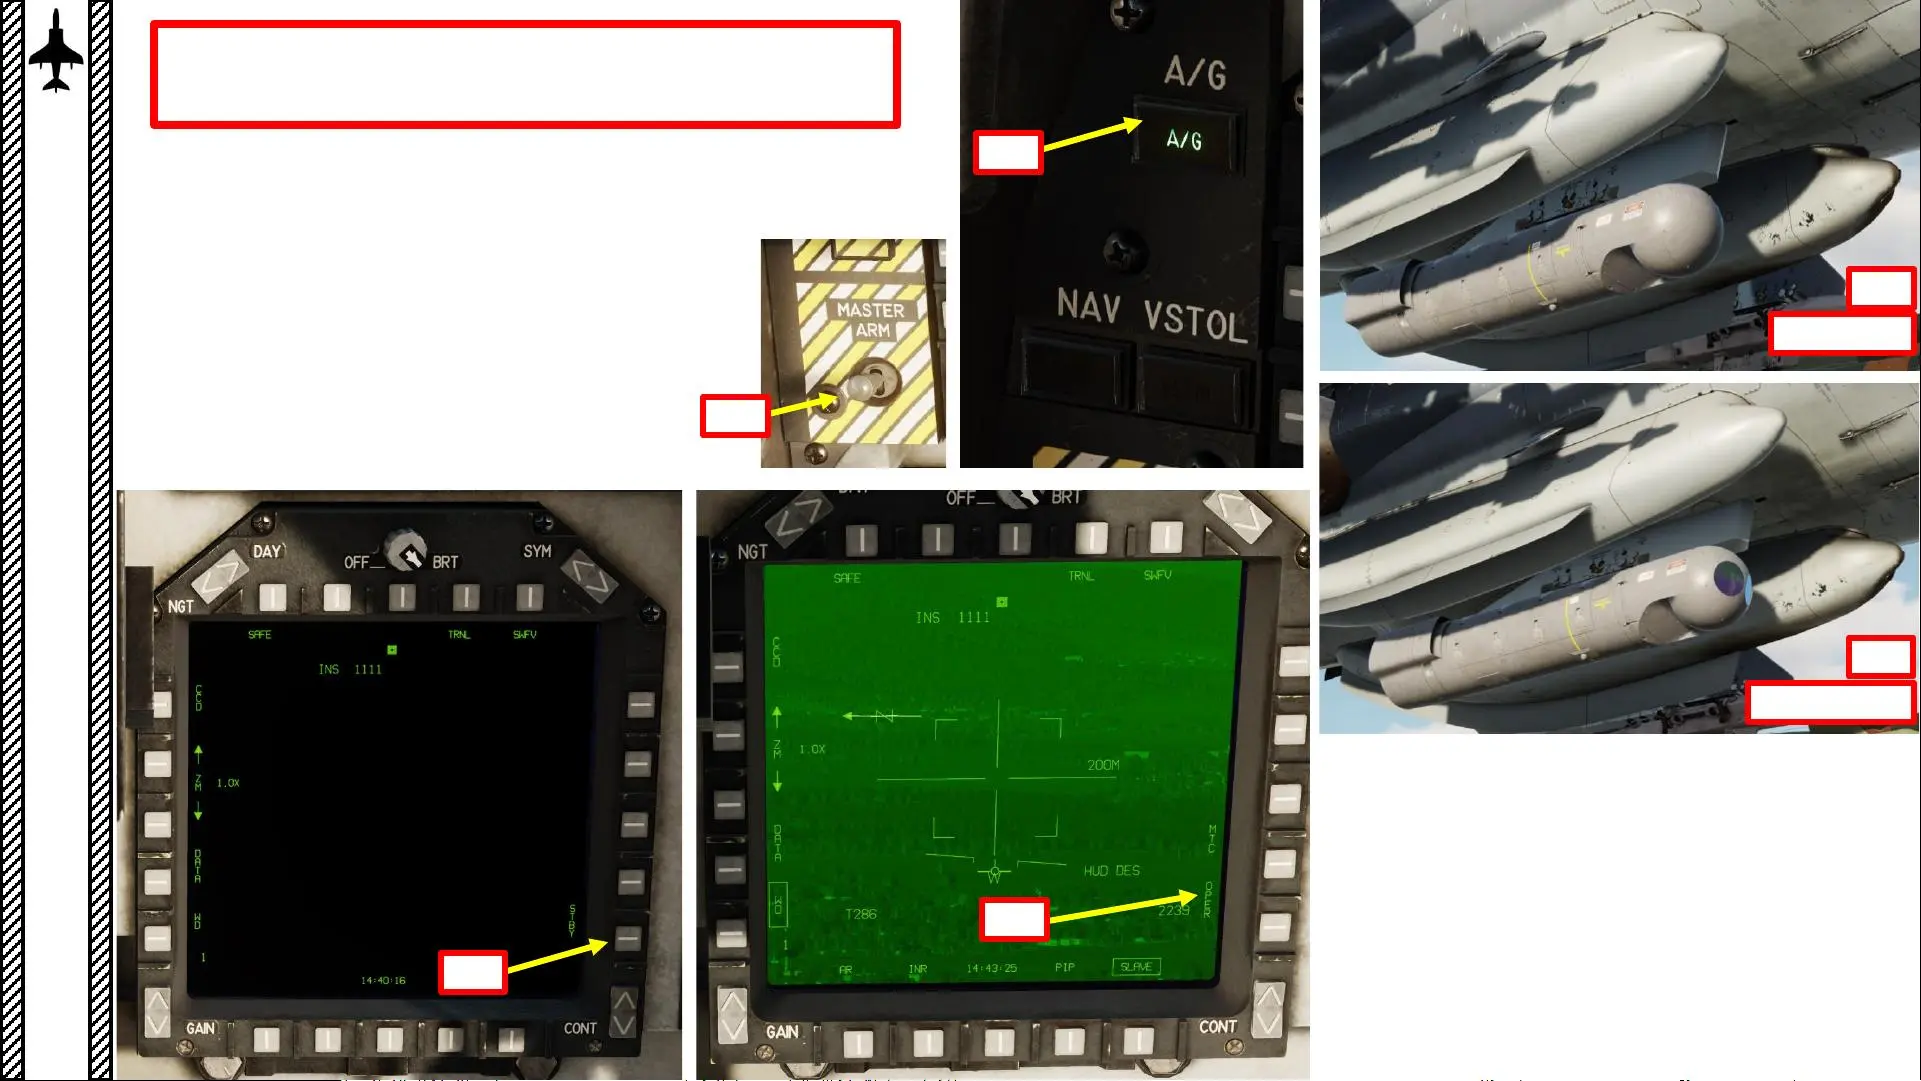 A/G
A/G
NAV VSTOL
MASTER
ARM
DAY
OFF
BRT
SYM
NGT
SAFE
TRNL
SWFV
INS 1111
CCD
ZM
1.0X
DATA
WD
1
STBY
14:40:16
GAIN
CONT
OFF
BRT
NGT
SAFE
TRNL
SWFV
INS 1111
CCD
ZM
1.0X
200M
DATA
MTC
HUD DES
WD
OPER
T286
2239
1
AR
INR
14:43:25
PIP
SLAVE
GAIN
CONT